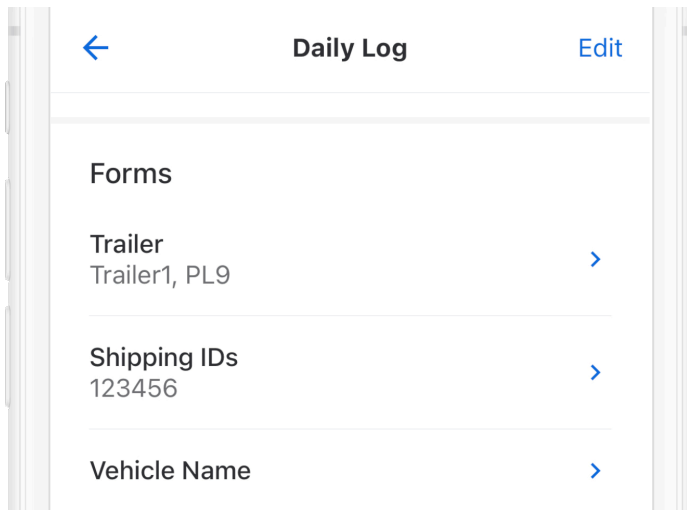 Daily Log
Edit
Forms
Trailer
Trailer1, PL9
Shipping IDs
123456
Vehicle Name